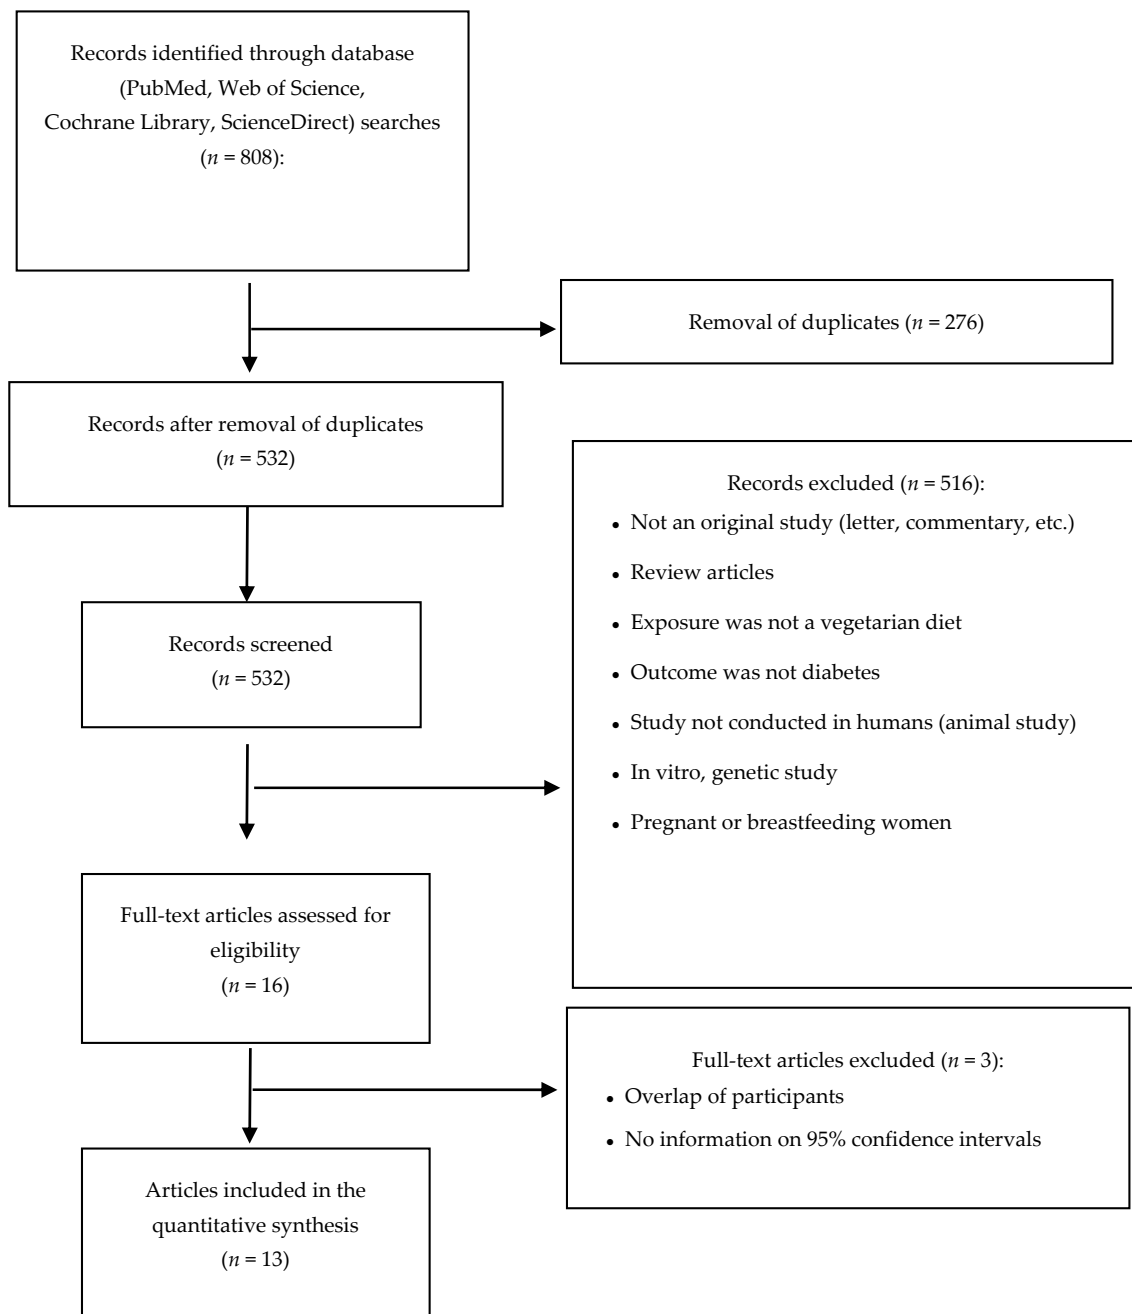 Records identified through database
(PubMed, Web of Science,
Cochrane Library, ScienceDirect) searches
(n = 808):
Removal of duplicates (n = 276)
Records after removal of duplicates
(n = 532)
Records excluded (n = 516):
• Not an original study (letter, commentary, etc.)
• Review articles
• Exposure was not a vegetarian diet
• Outcome was not diabetes
• Study not conducted in humans (animal study)
• In vitro, genetic study
• Pregnant or breastfeeding women
Records screened
(n = 532)
Full-text articles assessed for
eligibility
(n = 16)
Full-text articles excluded (n = 3):
• Overlap of participants
• No information on 95% confidence intervals
Articles included in the
quantitative synthesis
(n = 13)